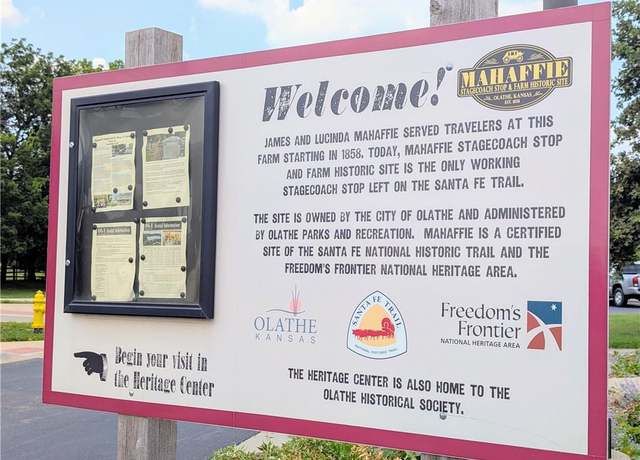 Welcome!
MAHAFFIE
STAGECOACH STOP & FARM HISTORIC SITE
OLATHE, KANSAS
EST. 1858
JAMES AND LUCINDA MAHAFFIE SERVED TRAVELERS AT THIS
FARM STARTING IN 1858. TODAY, MAHAFFIE STAGECOACH STOP
AND FARM HISTORIC SITE IS THE ONLY WORKING
STAGECOACH STOP LEFT ON THE SANTA FE TRAIL.
THE SITE IS OWNED BY THE CITY OF OLATHE AND ADMINISTERED
BY OLATHE PARKS AND RECREATION. MAHAFFIE IS A CERTIFIED
SITE OF THE SANTA FE NATIONAL HISTORIC TRAIL AND THE
FREEDOM'S FRONTIER NATIONAL HERITAGE AREA.
OLATHE
KANSAS
SANTA FE TRAIL
NATIONAL HISTORIC TRAIL
Freedom's
Frontier
NATIONAL HERITAGE AREA
Begin your visit in
the Heritage Center
THE HERITAGE CENTER IS ALSO HOME TO THE
OLATHE HISTORICAL SOCIETY.